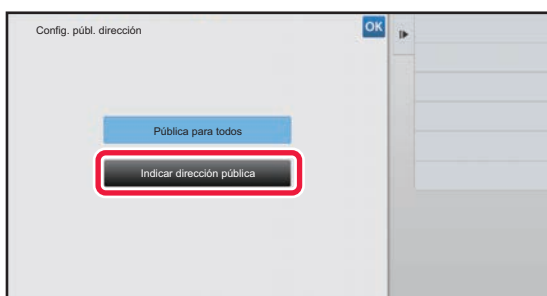 Config. públ. dirección
OK
Pública para todos
Indicar dirección pública